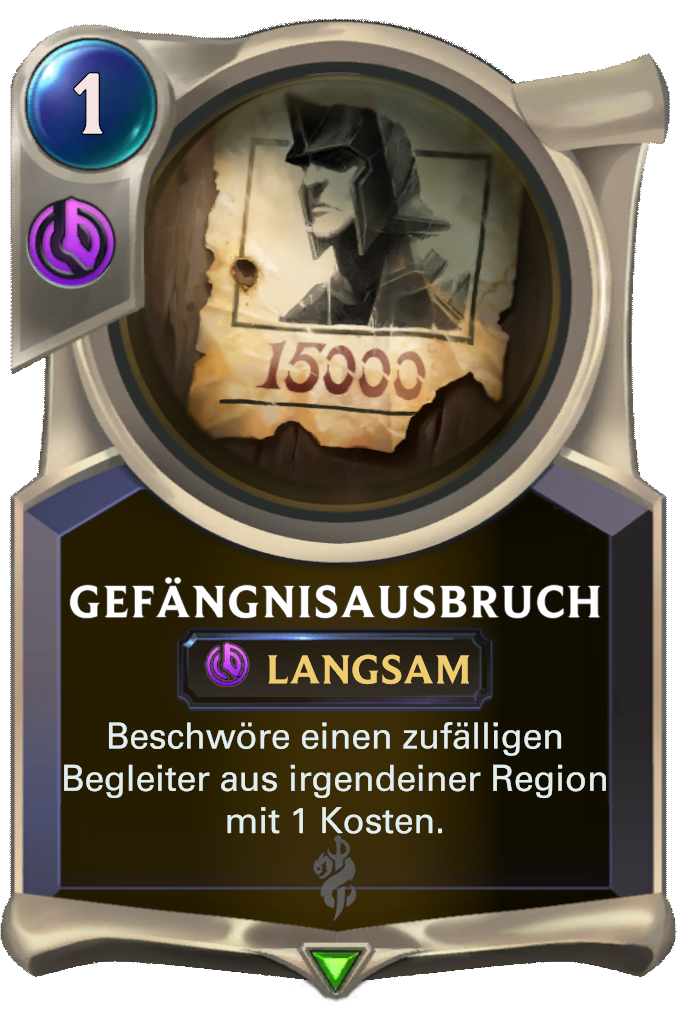 1
15000
GEFÄNGNISAUSBRUCH
LANGSAM
Beschwöre einen zufälligen
Begleiter aus irgendeiner Region
mit 1 Kosten.